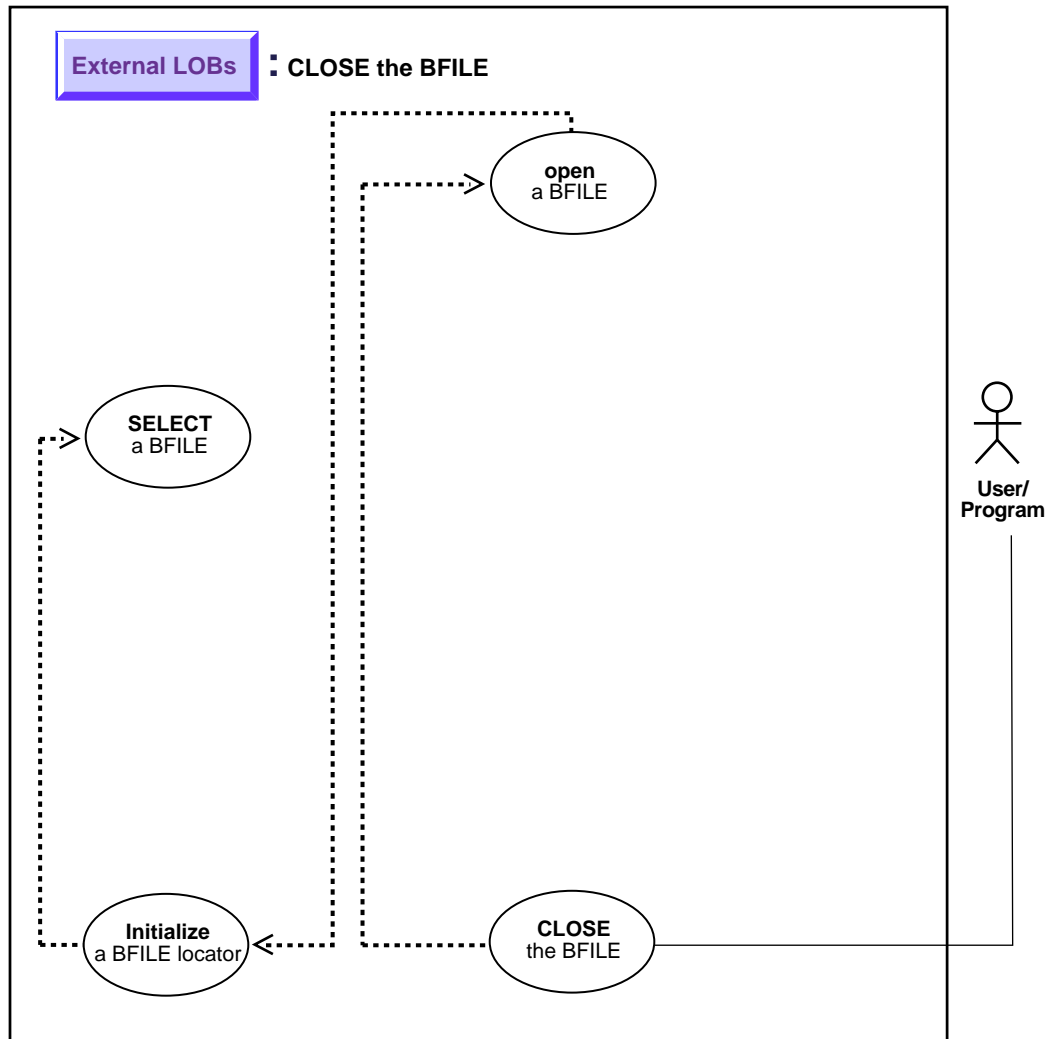 External LOBs : CLOSE the BFILE
open
a BFILE
SELECT
a BFILE
User/
Program
Initialize
a BFILE locator
CLOSE
the BFILE